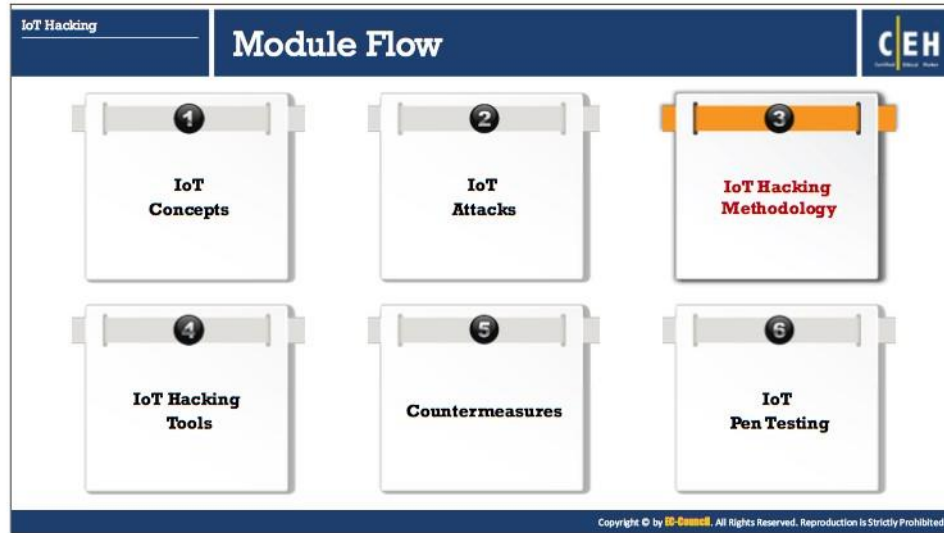 IoT Hacking
Module Flow
C|EH
1
2
3
IoT
Concepts
IoT
Attacks
IoT Hacking
Methodology
4
5
6
IoT Hacking
Tools
Countermeasures
IoT
Pen Testing
Copyright © by EC-Council. All Rights Reserved. Reproduction is Strictly Prohibited.